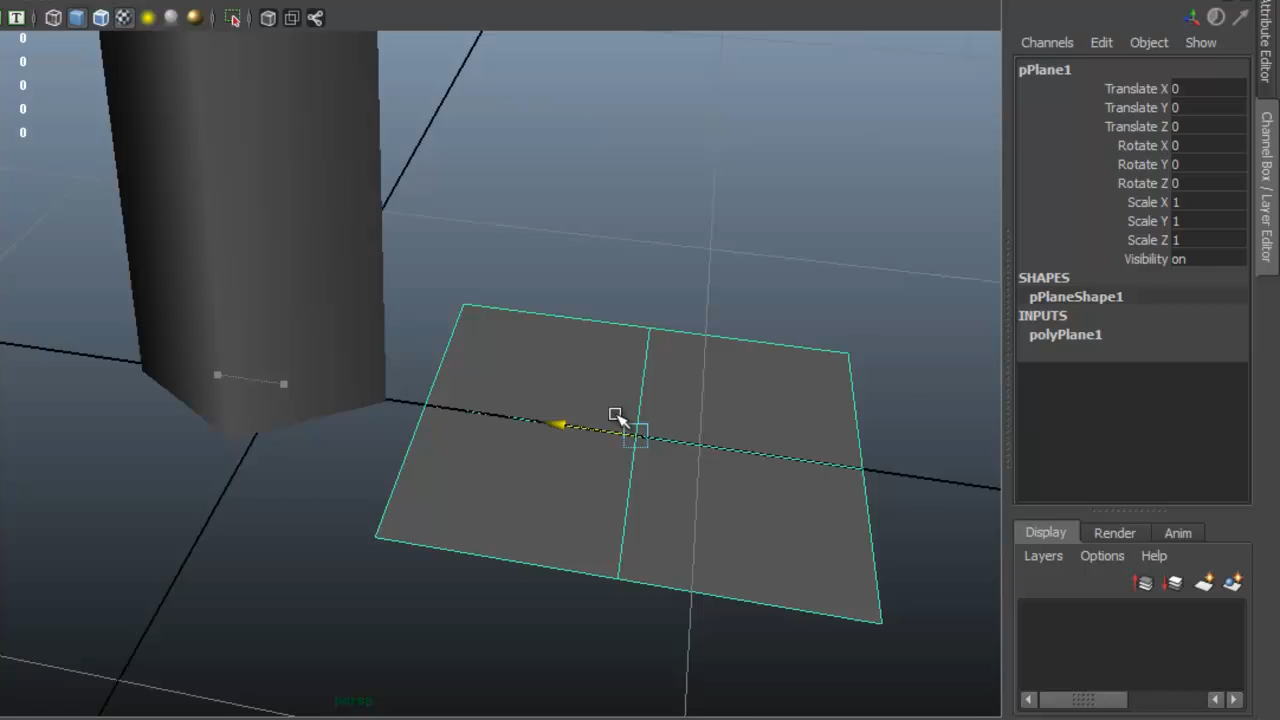 T
0
0
0
0
0
Channels Edit Object Show
pPlane1
Translate X 0
Translate Y 0
Translate Z 0
Rotate X 0
Rotate Y 0
Rotate Z 0
Scale X 1
Scale Y 1
Scale Z 1
Visibility on
SHAPES
pPlaneShape1
INPUTS
polyPlane1
Display Render Anim
Layers Options Help
Attribute Editor
Channel Box / Layer Editor
persp